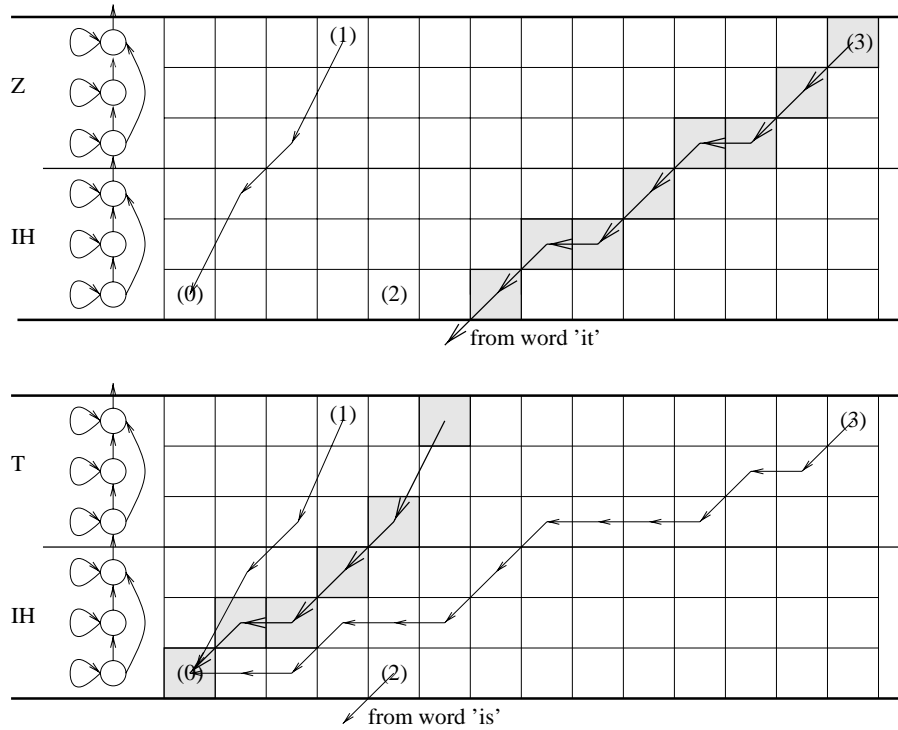 (1) (3)
Z
IH
(0) (2)
from word 'it'
(1) (3)
T
IH
(0) (2)
from word 'is'